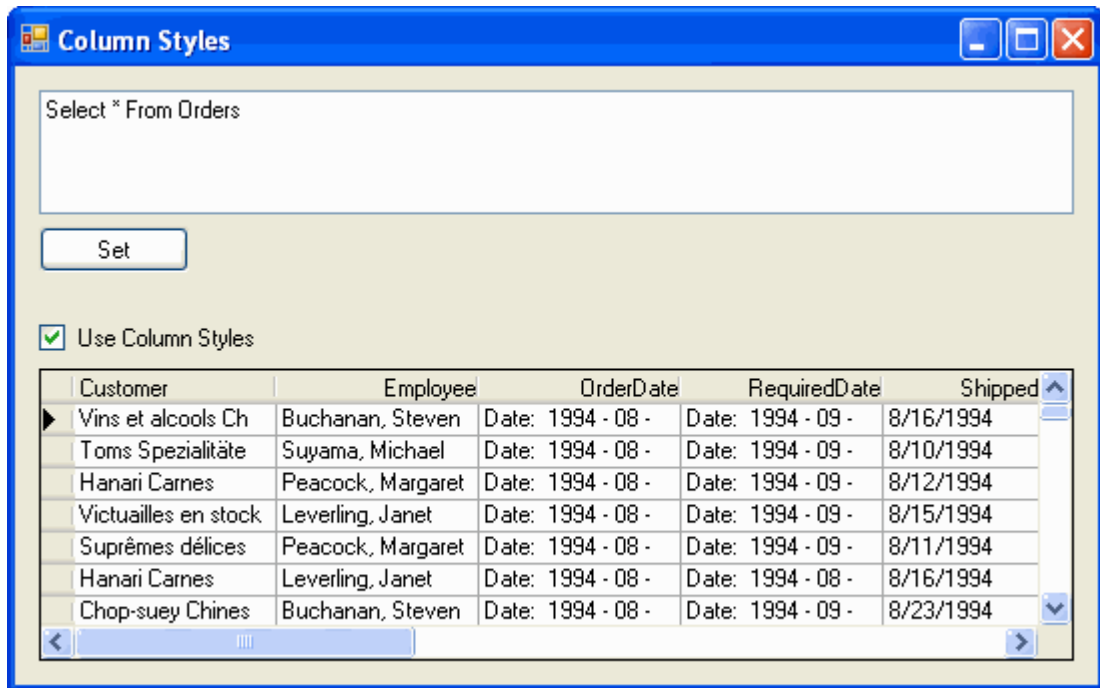 Column Styles
Select * From Orders
Set
Use Column Styles
Customer Employee OrderDate RequiredDate Shipped
Vins et alcools Ch Buchanan, Steven Date: 1994 - 08 - Date: 1994 - 09 - 8/16/1994
Toms Spezialitäte Suyama, Michael Date: 1994 - 08 - Date: 1994 - 09 - 8/10/1994
Hanari Carnes Peacock, Margaret Date: 1994 - 08 - Date: 1994 - 09 - 8/12/1994
Victuailles en stock Leverling, Janet Date: 1994 - 08 - Date: 1994 - 09 - 8/15/1994
Suprêmes délices Peacock, Margaret Date: 1994 - 08 - Date: 1994 - 09 - 8/11/1994
Hanari Carnes Leverling, Janet Date: 1994 - 08 - Date: 1994 - 08 - 8/16/1994
Chop-suey Chines Buchanan, Steven Date: 1994 - 08 - Date: 1994 - 09 - 8/23/1994